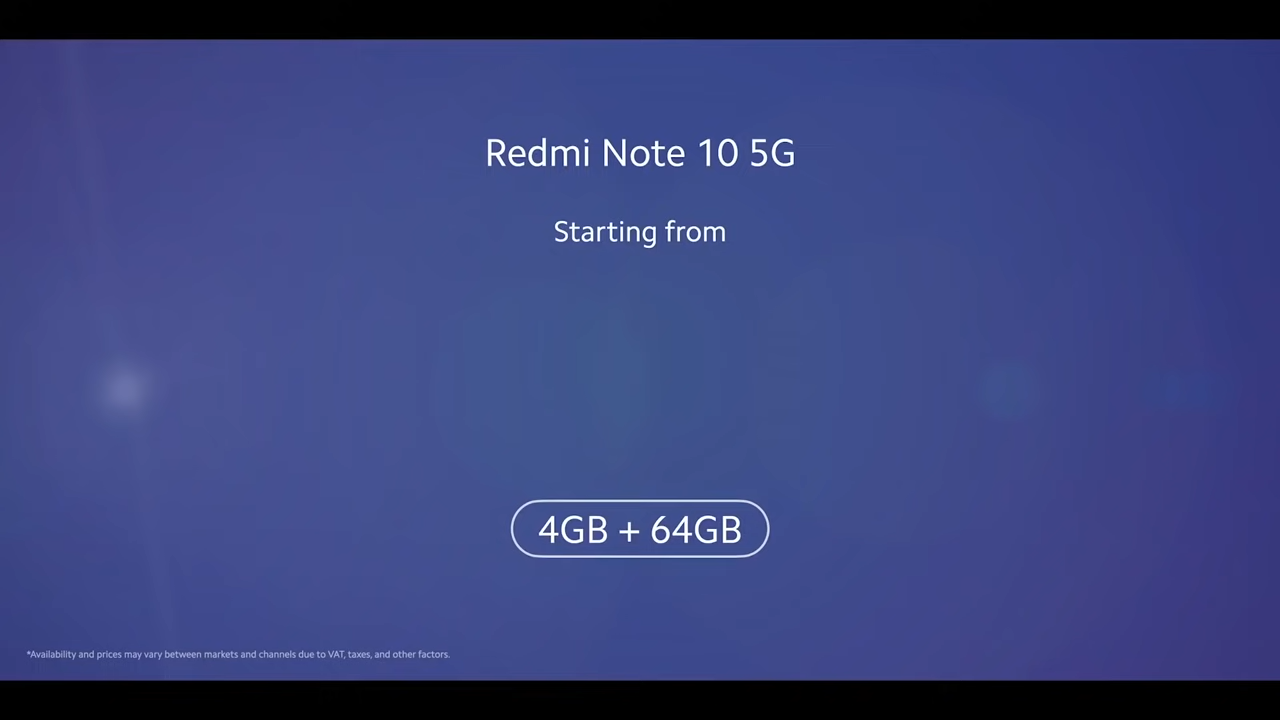 Redmi Note 10 5G
Starting from
4GB + 64GB
*Availability and prices may vary between markets and channels due to VAT, taxes, and other factors.